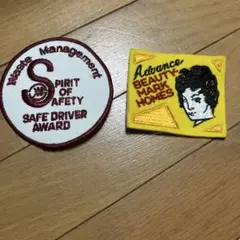 Waste Management
SPIRIT
OF
SAFETY
SAFE DRIVER
AWARD
Advance
BEAUTY-
MARK
HOMES